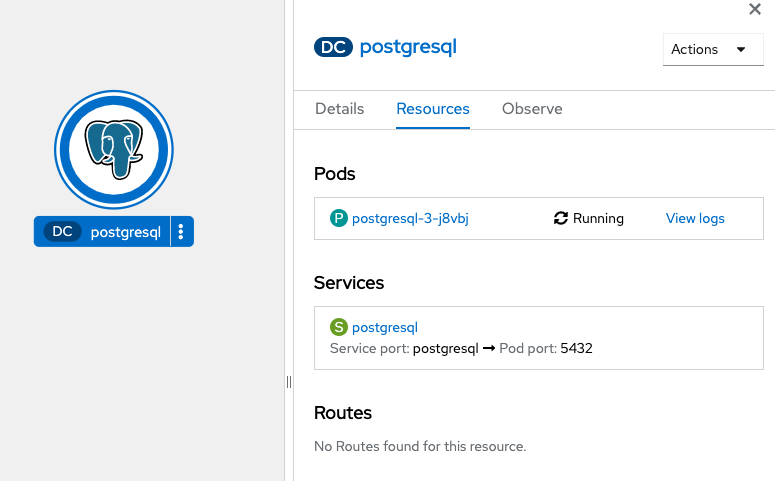 DC postgresql
Actions
Details Resources Observe
Pods
P postgresql-3-j8vbj Running View logs
DC postgresql
Services
S postgresql
Service port: postgresql → Pod port: 5432
Routes
No Routes found for this resource.